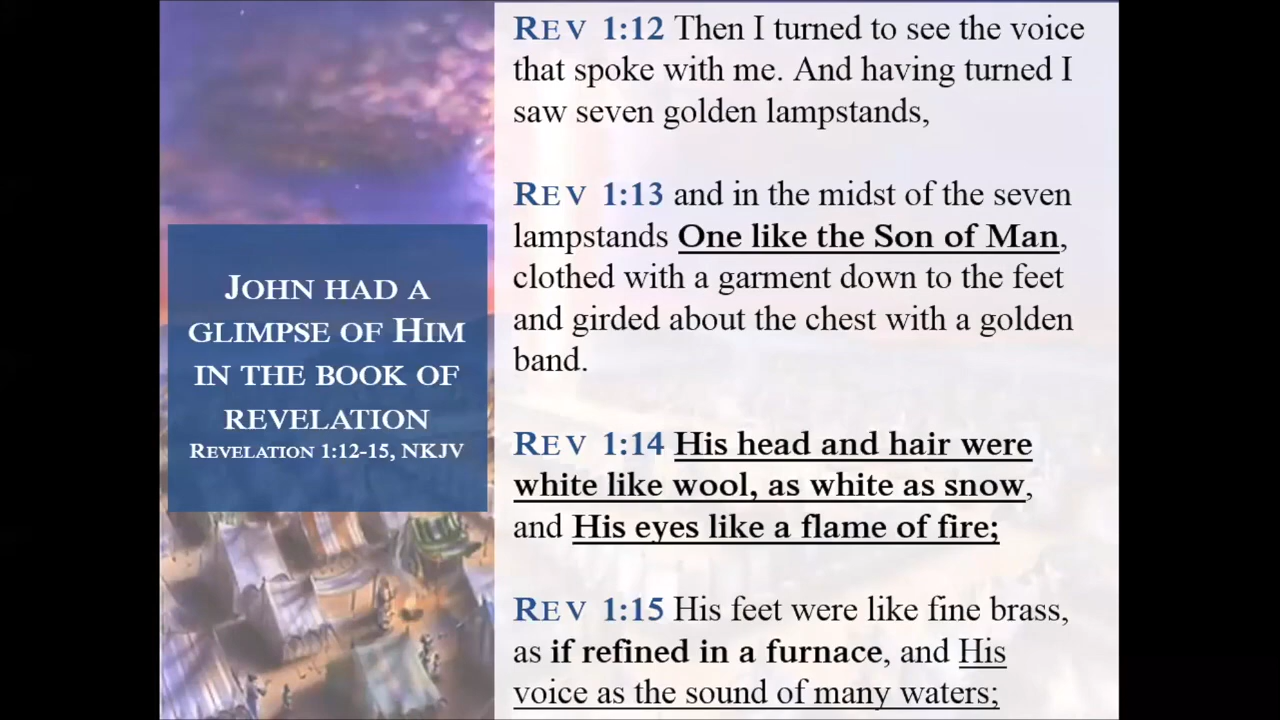 JOHN HAD A
GLIMPSE OF HIM
IN THE BOOK OF
REVELATION
REVELATION 1:12-15, NKJV
REV 1:12 Then I turned to see the voice
that spoke with me. And having turned I
saw seven golden lampstands,
REV 1:13 and in the midst of the seven
lampstands One like the Son of Man,
clothed with a garment down to the feet
and girded about the chest with a golden
band.
REV 1:14 His head and hair were
white like wool, as white as snow,
and His eyes like a flame of fire;
REV 1:15 His feet were like fine brass,
as if refined in a furnace, and His
voice as the sound of many waters;